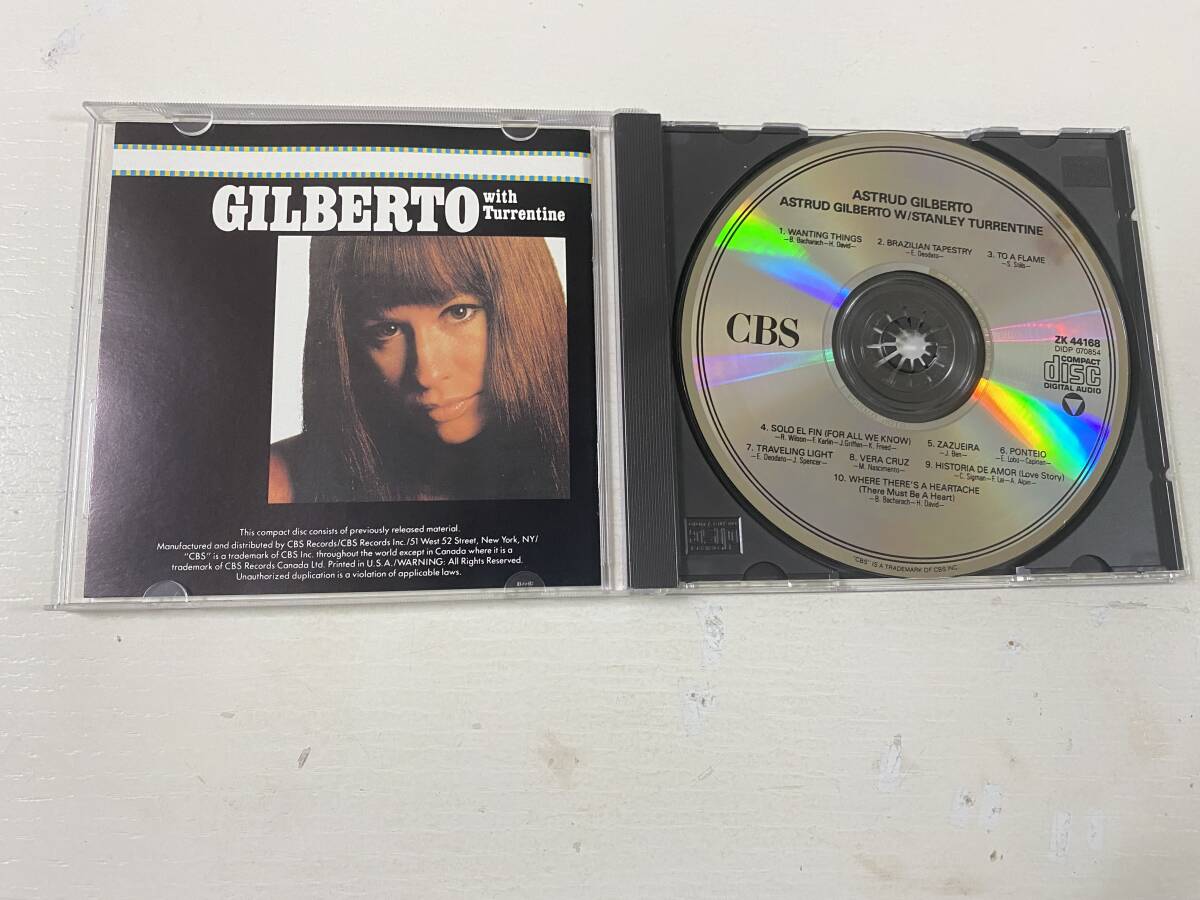 GILBERTO with
Turrentine
This compact disc consists of previously released material.
Manufactured and distributed by CBS Records/CBS Records Inc./51 West 52 Street, New York, NY/
"CBS" is a trademark of CBS Inc. throughout the world except in Canada where it is a
trademark of CBS Records Canada Ltd. Printed in U.S.A./WARNING: All Rights Reserved.
Unauthorized duplication is a violation of applicable laws.
ASTRUD GILBERTO
ASTRUD GILBERTO W/STANLEY TURRENTINE
1. WANTING THINGS
—B. Bacharach—H. David—
2. BRAZILIAN TAPESTRY
—E. Deodato—
3. TO A FLAME
—S. Stills—
CBS
ZK 44168
DIDP 070854
COMPACT
disc
DIGITAL AUDIO
4. SOLO EL FIN (FOR ALL WE KNOW)
—R. Wilson—F. Karlin—J. Griffin—K. Freed—
5. ZAZUEIRA
—J. Ben—
6. PONTEIO
—E. Lobo—Capinan—
7. TRAVELING LIGHT
—E. Deodato—J. Spencer—
8. VERA CRUZ
—M. Nascimento—
9. HISTORIA DE AMOR (Love Story)
—C. Sigman—F. Lai—A. Alpin—
10. WHERE THERE'S A HEARTACHE
(There Must Be A Heart)
—B. Bacharach—H. David—
"CBS" IS A TRADEMARK OF CBS INC.